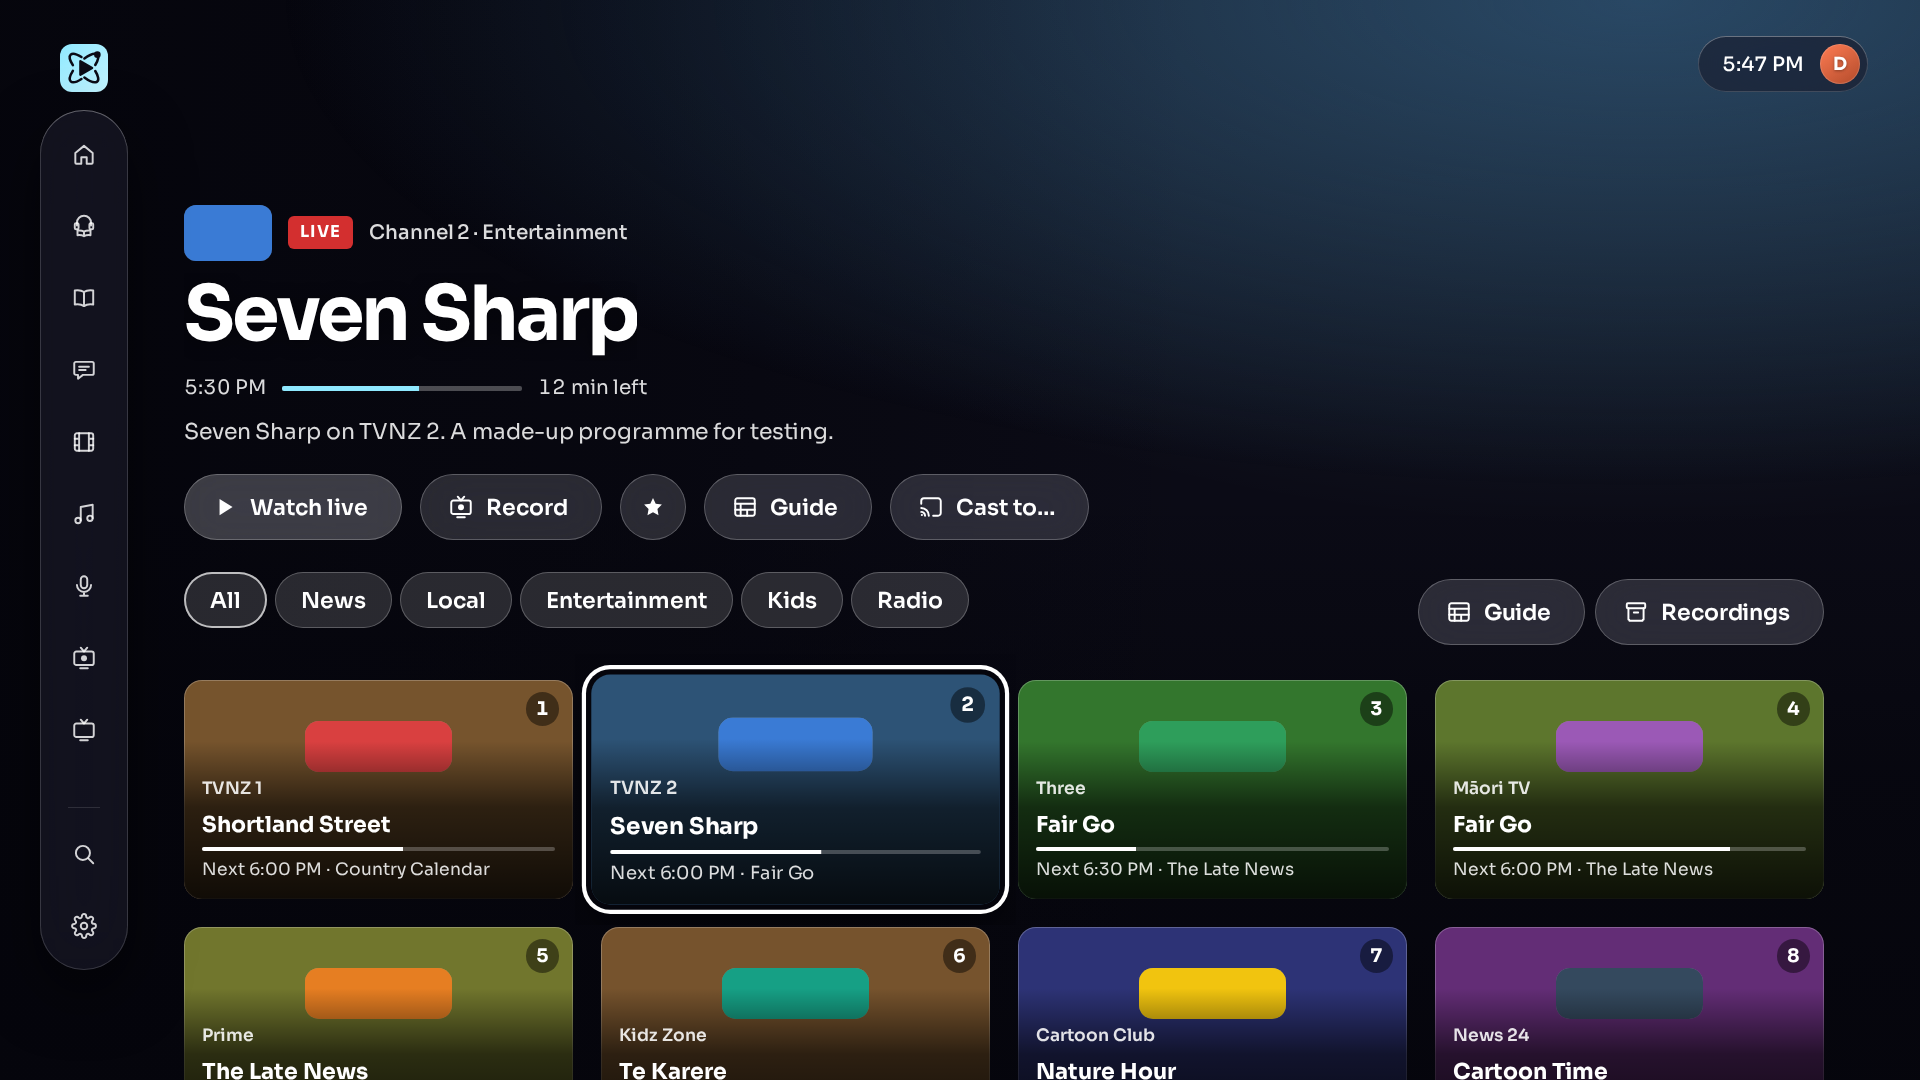 5:47 PM D
LIVE Channel 2 · Entertainment
Seven Sharp
5:30 PM 12 min left
Seven Sharp on TVNZ 2. A made-up programme for testing.
Watch live Record Guide Cast to...
All News Local Entertainment Kids Radio Guide Recordings
1 2 3 4
TVNZ 1 TVNZ 2 Three Māori TV
Shortland Street Seven Sharp Fair Go Fair Go
Next 6:00 PM · Country Calendar Next 6:00 PM · Fair Go Next 6:30 PM · The Late News Next 6:00 PM · The Late News
5 6 7 8
Prime Kidz Zone Cartoon Club News 24
The Late News Te Karere Nature Hour Cartoon Time